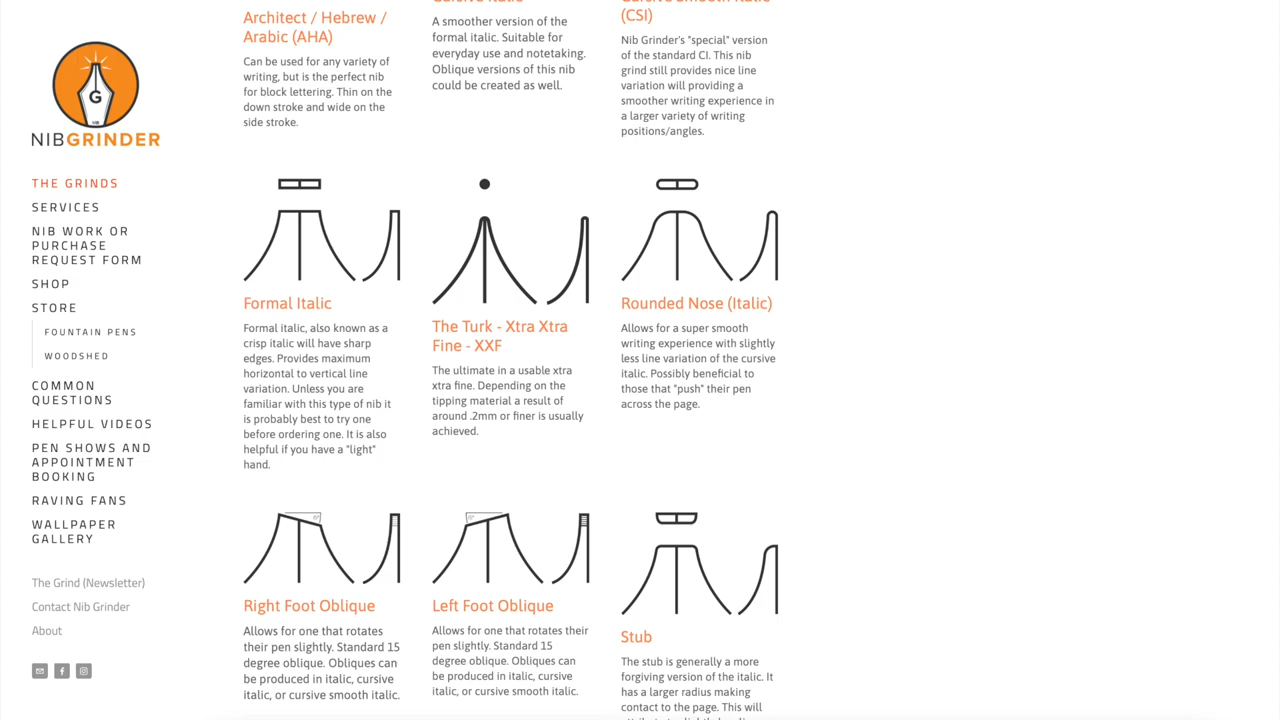 G
NIBGRINDER
THE GRINDS
SERVICES
NIB WORK OR
PURCHASE
REQUEST FORM
SHOP
STORE
FOUNTAIN PENS
WOODSHED
COMMON
QUESTIONS
HELPFUL VIDEOS
PEN SHOWS AND
APPOINTMENT
BOOKING
RAVING FANS
WALLPAPER
GALLERY
The Grind (Newsletter)
Contact Nib Grinder
About
Architect / Hebrew /
Arabic (AHA)
Can be used for any variety of
writing, but is the perfect nib
for block lettering. Thin on the
down stroke and wide on the
side stroke.
A smoother version of the
formal italic. Suitable for
everyday use and notetaking.
Oblique versions of this nib
could be created as well.
(CSI)
Nib Grinder's "special" version
of the standard CI. This nib
grind still provides nice line
variation will providing a
smoother writing experience in
a larger variety of writing
positions/angles.
Formal Italic
Formal italic, also known as a
crisp italic will have sharp
edges. Provides maximum
horizontal to vertical line
variation. Unless you are
familiar with this type of nib it
is probably best to try one
before ordering one. It is also
helpful if you have a "light"
hand.
The Turk - Xtra Xtra
Fine - XXF
The ultimate in a usable xtra
xtra fine. Depending on the
tipping material a result of
around .2mm or finer is usually
achieved.
Rounded Nose (Italic)
Allows for a super smooth
writing experience with slightly
less line variation of the cursive
italic. Possibly beneficial to
those that "push" their pen
across the page.
Right Foot Oblique
Allows for one that rotates
their pen slightly. Standard 15
degree oblique. Obliques can
be produced in italic, cursive
italic, or cursive smooth italic.
Left Foot Oblique
Allows for one that rotates their
pen slightly. Standard 15
degree oblique. Obliques can
be produced in italic, cursive
italic, or cursive smooth italic.
Stub
The stub is generally a more
forgiving version of the italic. It
has a larger radius making
contact to the page. This will